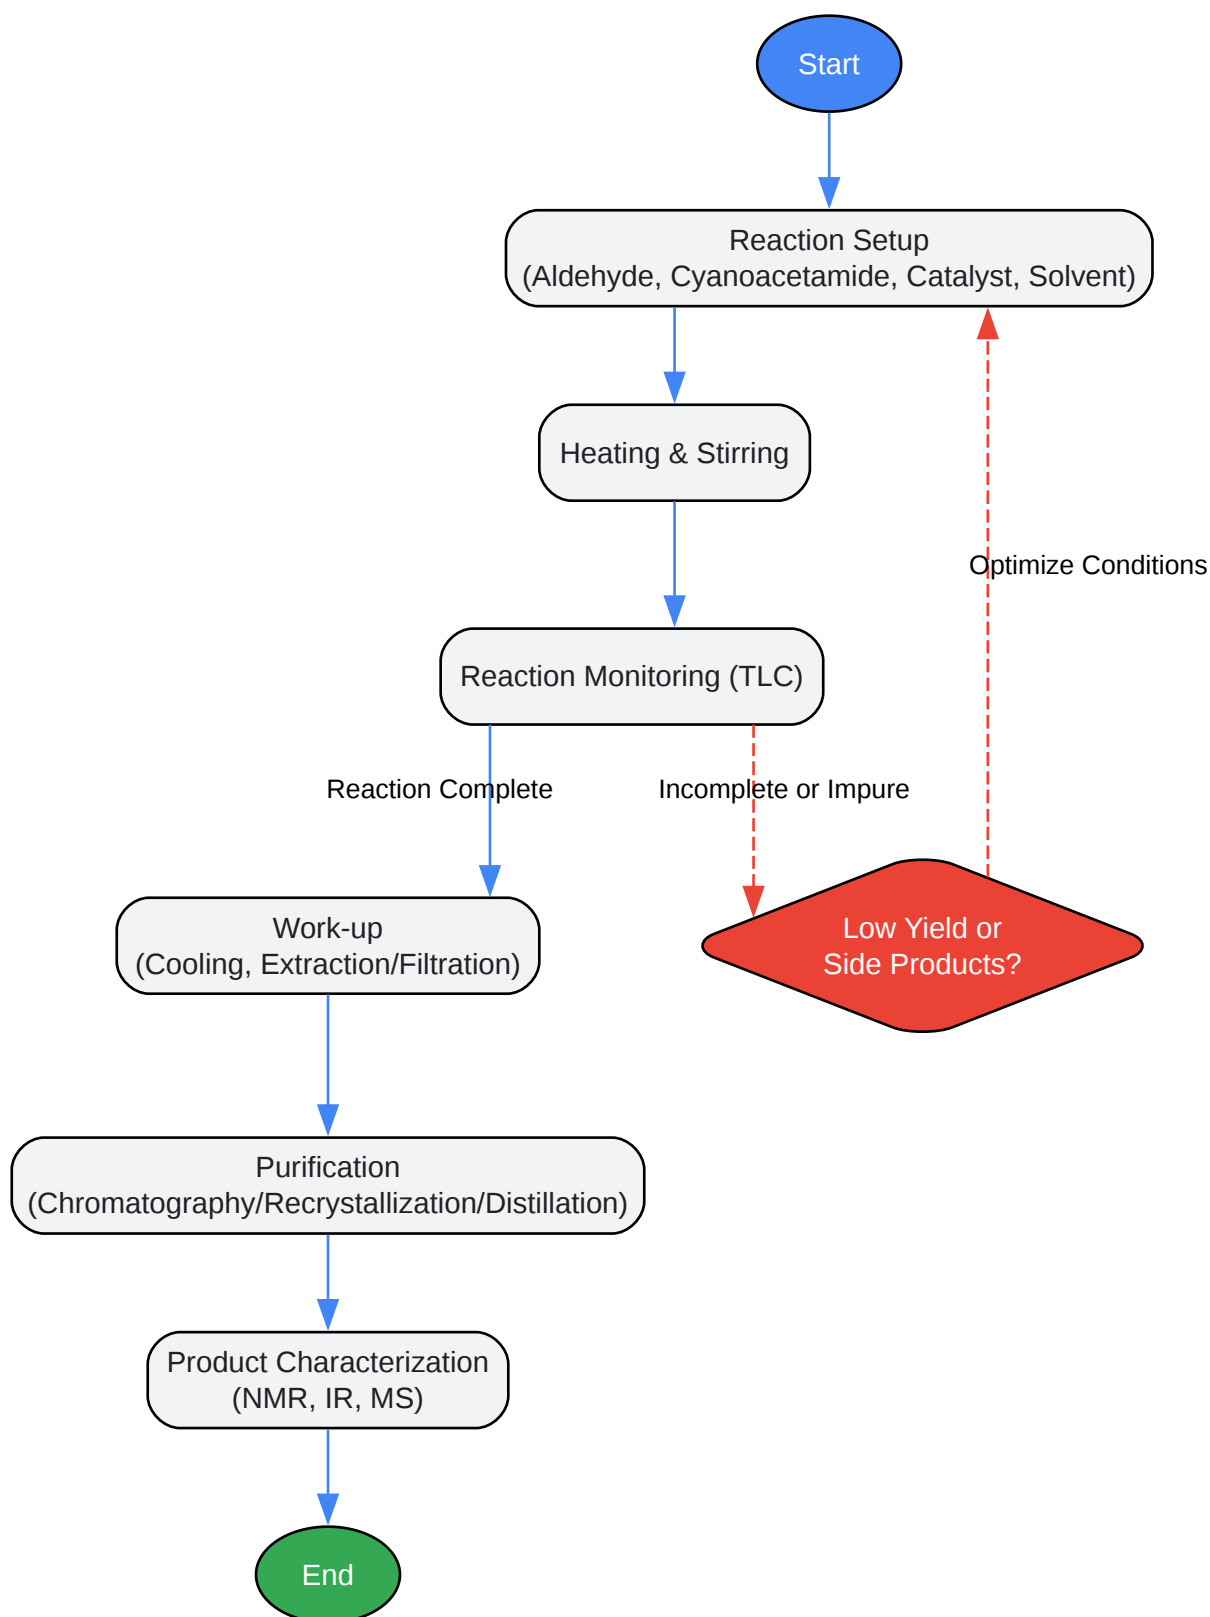 Start
Reaction Setup
(Aldehyde, Cyanoacetamide, Catalyst, Solvent)
Heating & Stirring
Optimize Conditions
Reaction Monitoring (TLC)
Reaction Complete
Incomplete or Impure
Work-up
(Cooling, Extraction/Filtration)
Low Yield or
Side Products?
Purification
(Chromatography/Recrystallization/Distillation)
Product Characterization
(NMR, IR, MS)
End